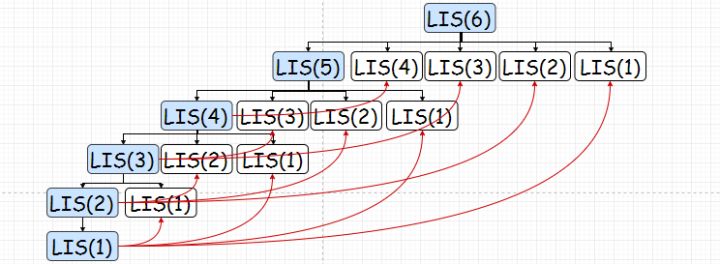 LIS(6)
LIS(5) LIS(4) LIS(3) LIS(2) LIS(1)
LIS(4) LIS(3) LIS(2) LIS(1)
LIS(3) LIS(2) LIS(1)
LIS(2) LIS(1)
LIS(1)